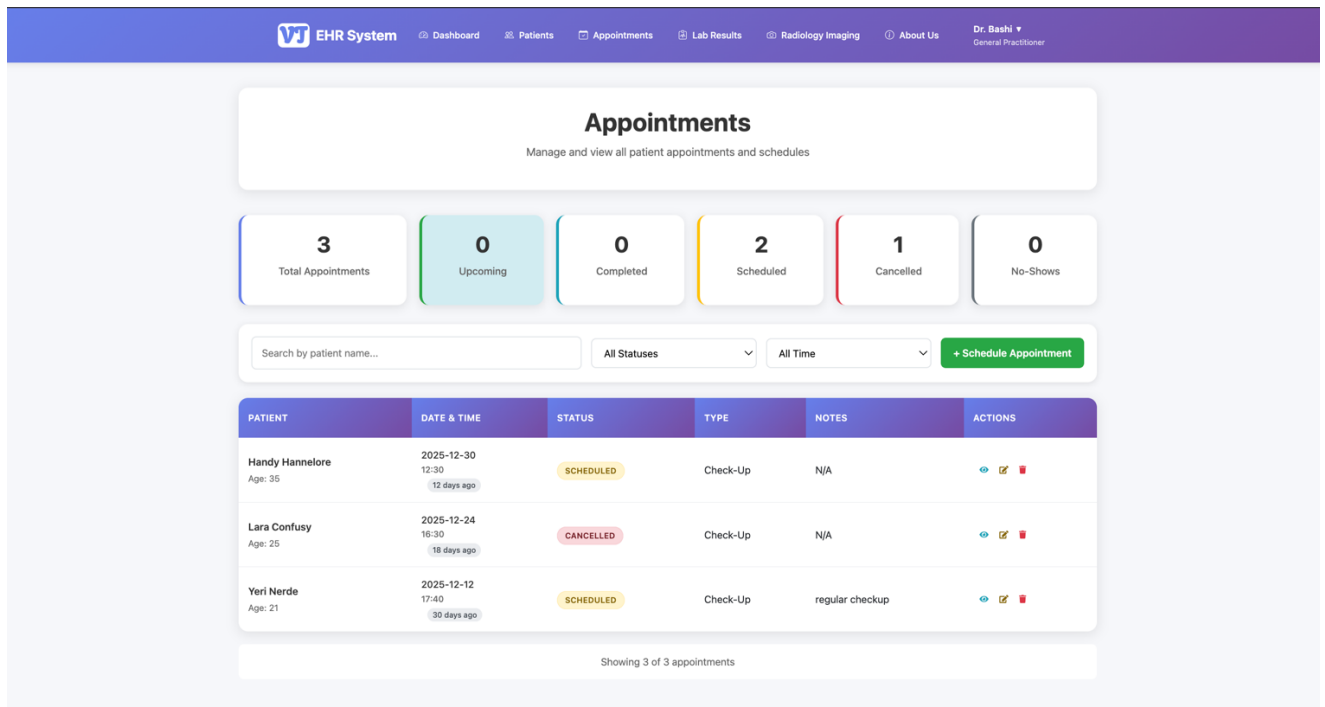 VJ EHR System Dashboard Patients Appointments Lab Results Radiology Imaging About Us Dr. Bashi ▼
General Practitioner
Appointments
Manage and view all patient appointments and schedules
3 0 0 2 1 0
Total Appointments Upcoming Completed Scheduled Cancelled No-Shows
Search by patient name... All Statuses All Time + Schedule Appointment
PATIENT DATE & TIME STATUS TYPE NOTES ACTIONS
Handy Hannelore
Age: 35
2025-12-30
12:30
12 days ago
SCHEDULED
Check-Up
N/A
Lara Confusy
Age: 25
2025-12-24
16:30
18 days ago
CANCELLED
Check-Up
N/A
Yeri Nerde
Age: 21
2025-12-12
17:40
30 days ago
SCHEDULED
Check-Up
regular checkup
Showing 3 of 3 appointments